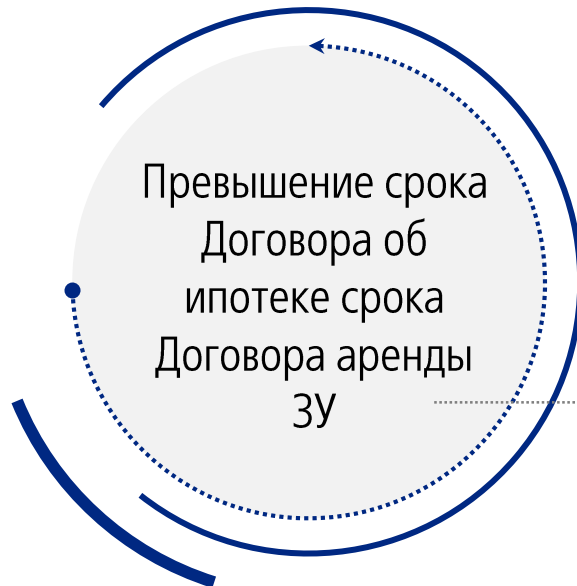 Превышение срока
Договора об
ипотеке срока
Договора аренды
ЗУ